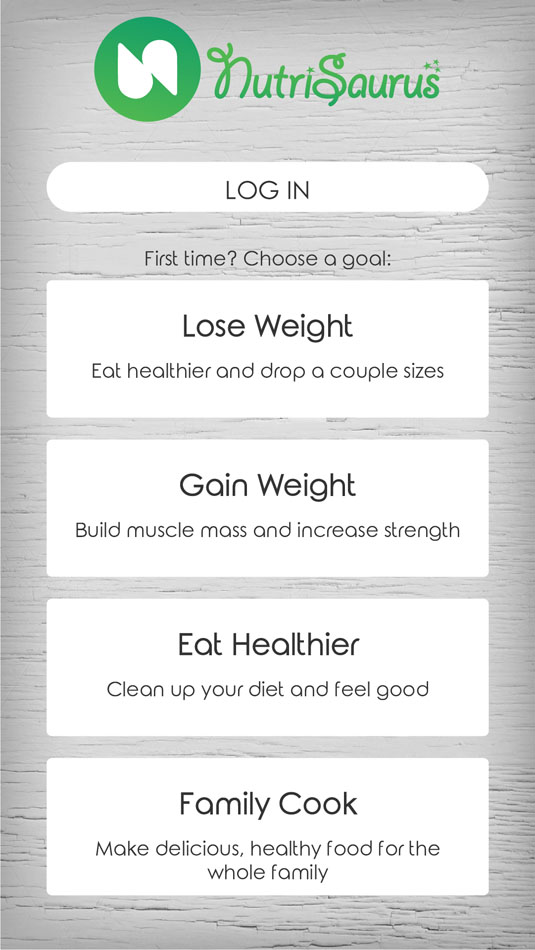 NutriSaurus
LOG IN
First time? Choose a goal:
Lose Weight
Eat healthier and drop a couple sizes
Gain Weight
Build muscle mass and increase strength
Eat Healthier
Clean up your diet and feel good
Family Cook
Make delicious, healthy food for the
whole family